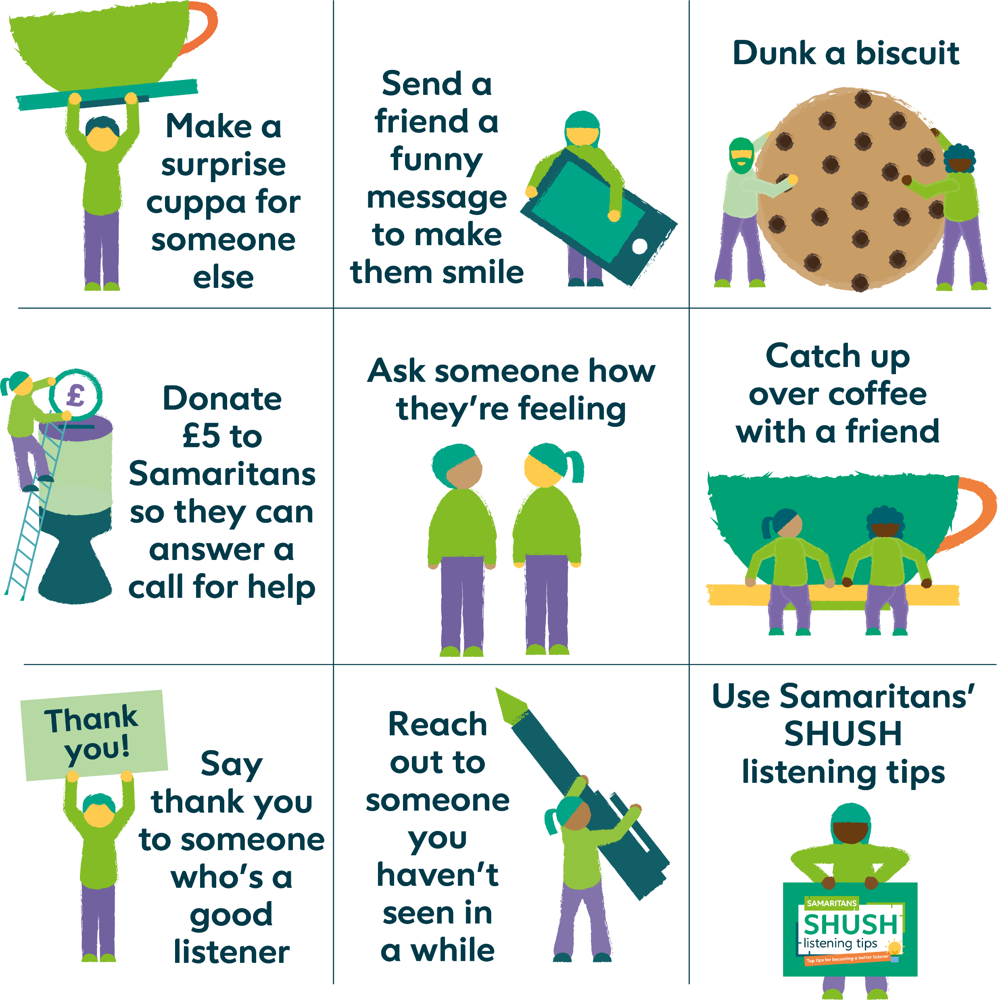 Make a
surprise
cuppa for
someone
else
Send a
friend a
funny
message
to make
them smile
Dunk a biscuit
£
Donate
£5 to
Samaritans
so they can
answer a
call for help
Ask someone how
they're feeling
Catch up
over coffee
with a friend
Thank
you!
Say
thank you
to someone
who's a
good
listener
Reach
out to
someone
you
haven't
seen in
a while
Use Samaritans'
SHUSH
listening tips
SAMARITANS
SHUSH
listening tips
Top tips for becoming a better listener